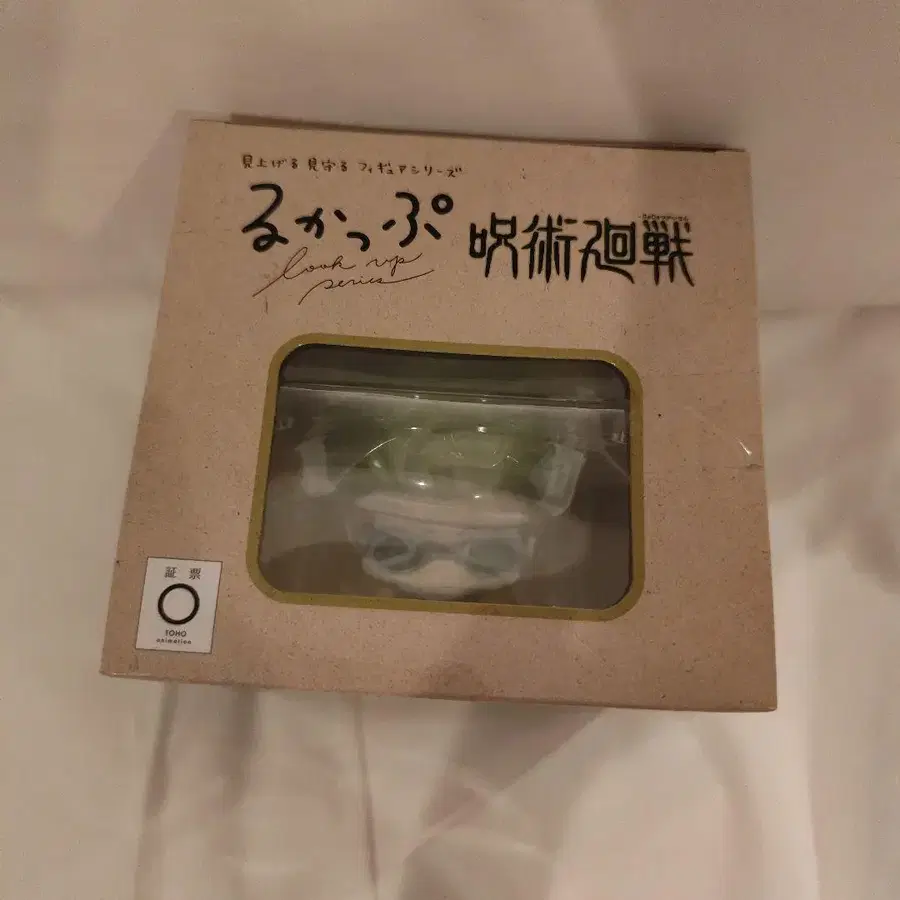 見上げる 見守る フィギュアシリーズ
るかっぷ
look up
series
呪術廻戦
証 票
TOHO
animation